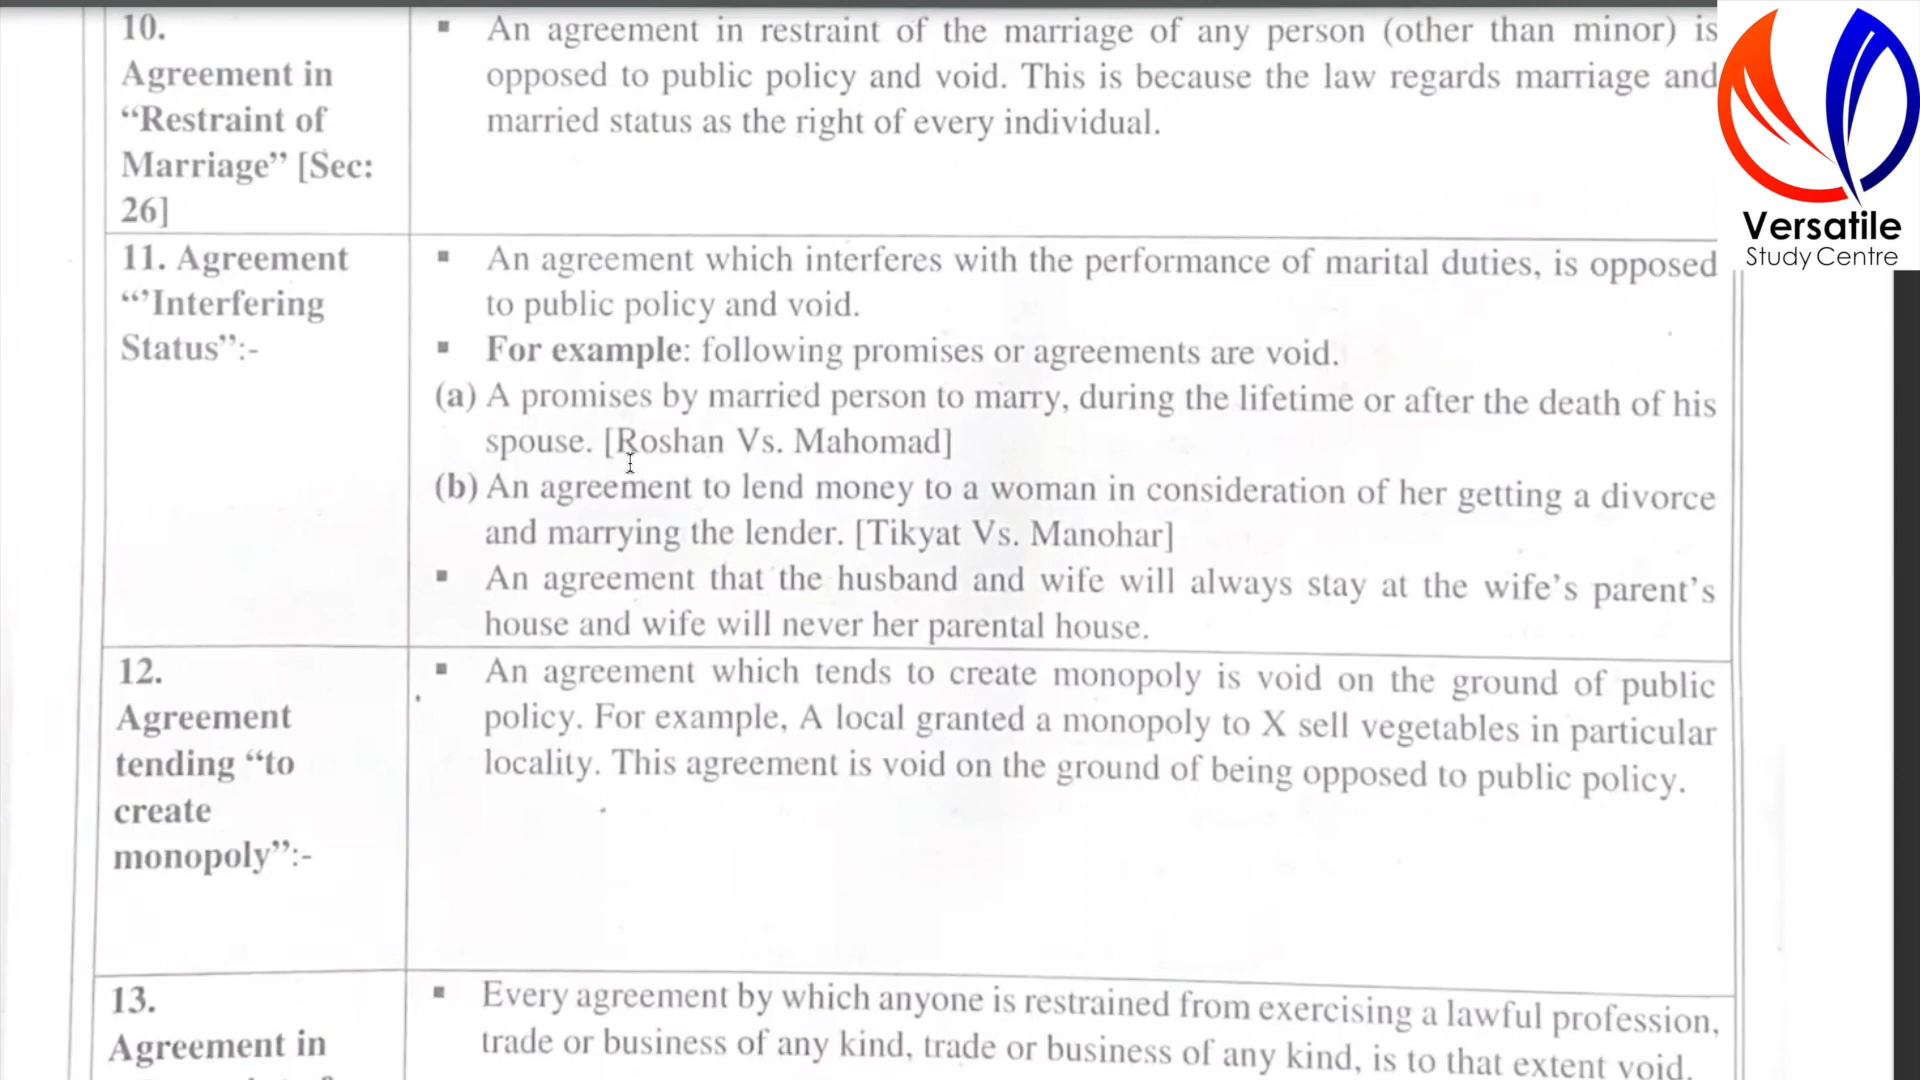 10.
Agreement in
“Restraint of
Marriage” [Sec:
26]
▪ An agreement in restraint of the marriage of any person (other than minor) is
opposed to public policy and void. This is because the law regards marriage and
married status as the right of every individual.
11. Agreement
“’Interfering
Status”:-
▪ An agreement which interferes with the performance of marital duties, is opposed
to public policy and void.
▪ For example: following promises or agreements are void.
(a) A promises by married person to marry, during the lifetime or after the death of his
spouse. [Roshan Vs. Mahomad]
(b) An agreement to lend money to a woman in consideration of her getting a divorce
and marrying the lender. [Tikyat Vs. Manohar]
▪ An agreement that the husband and wife will always stay at the wife’s parent’s
house and wife will never her parental house.
12.
Agreement
tending “to
create
monopoly”:-
▪ An agreement which tends to create monopoly is void on the ground of public
policy. For example, A local granted a monopoly to X sell vegetables in particular
locality. This agreement is void on the ground of being opposed to public policy.
13.
Agreement in
▪ Every agreement by which anyone is restrained from exercising a lawful profession,
trade or business of any kind, trade or business of any kind, is to that extent void.
Versatile
Study Centre